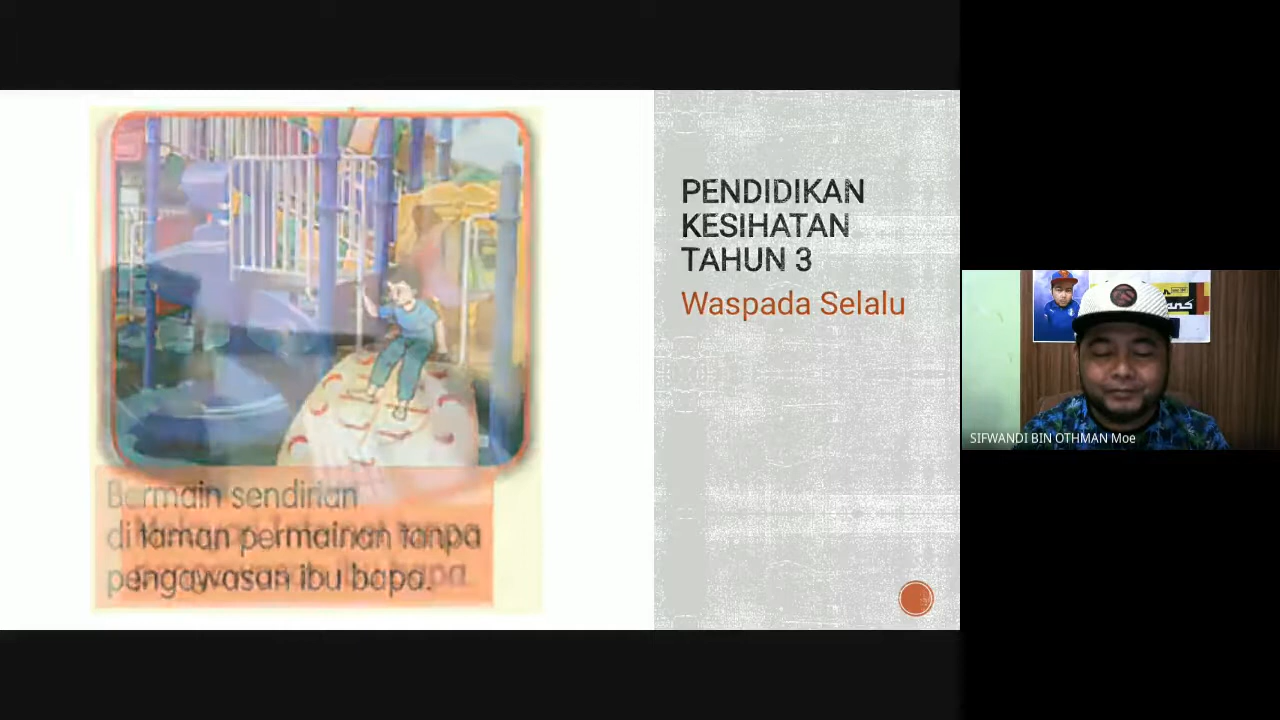 Bermain sendirian
di taman permainan tanpa
pengawasan ibu bapa.
PENDIDIKAN
KESIHATAN
TAHUN 3
Waspada Selalu
SIFWANDI BIN OTHMAN Moe